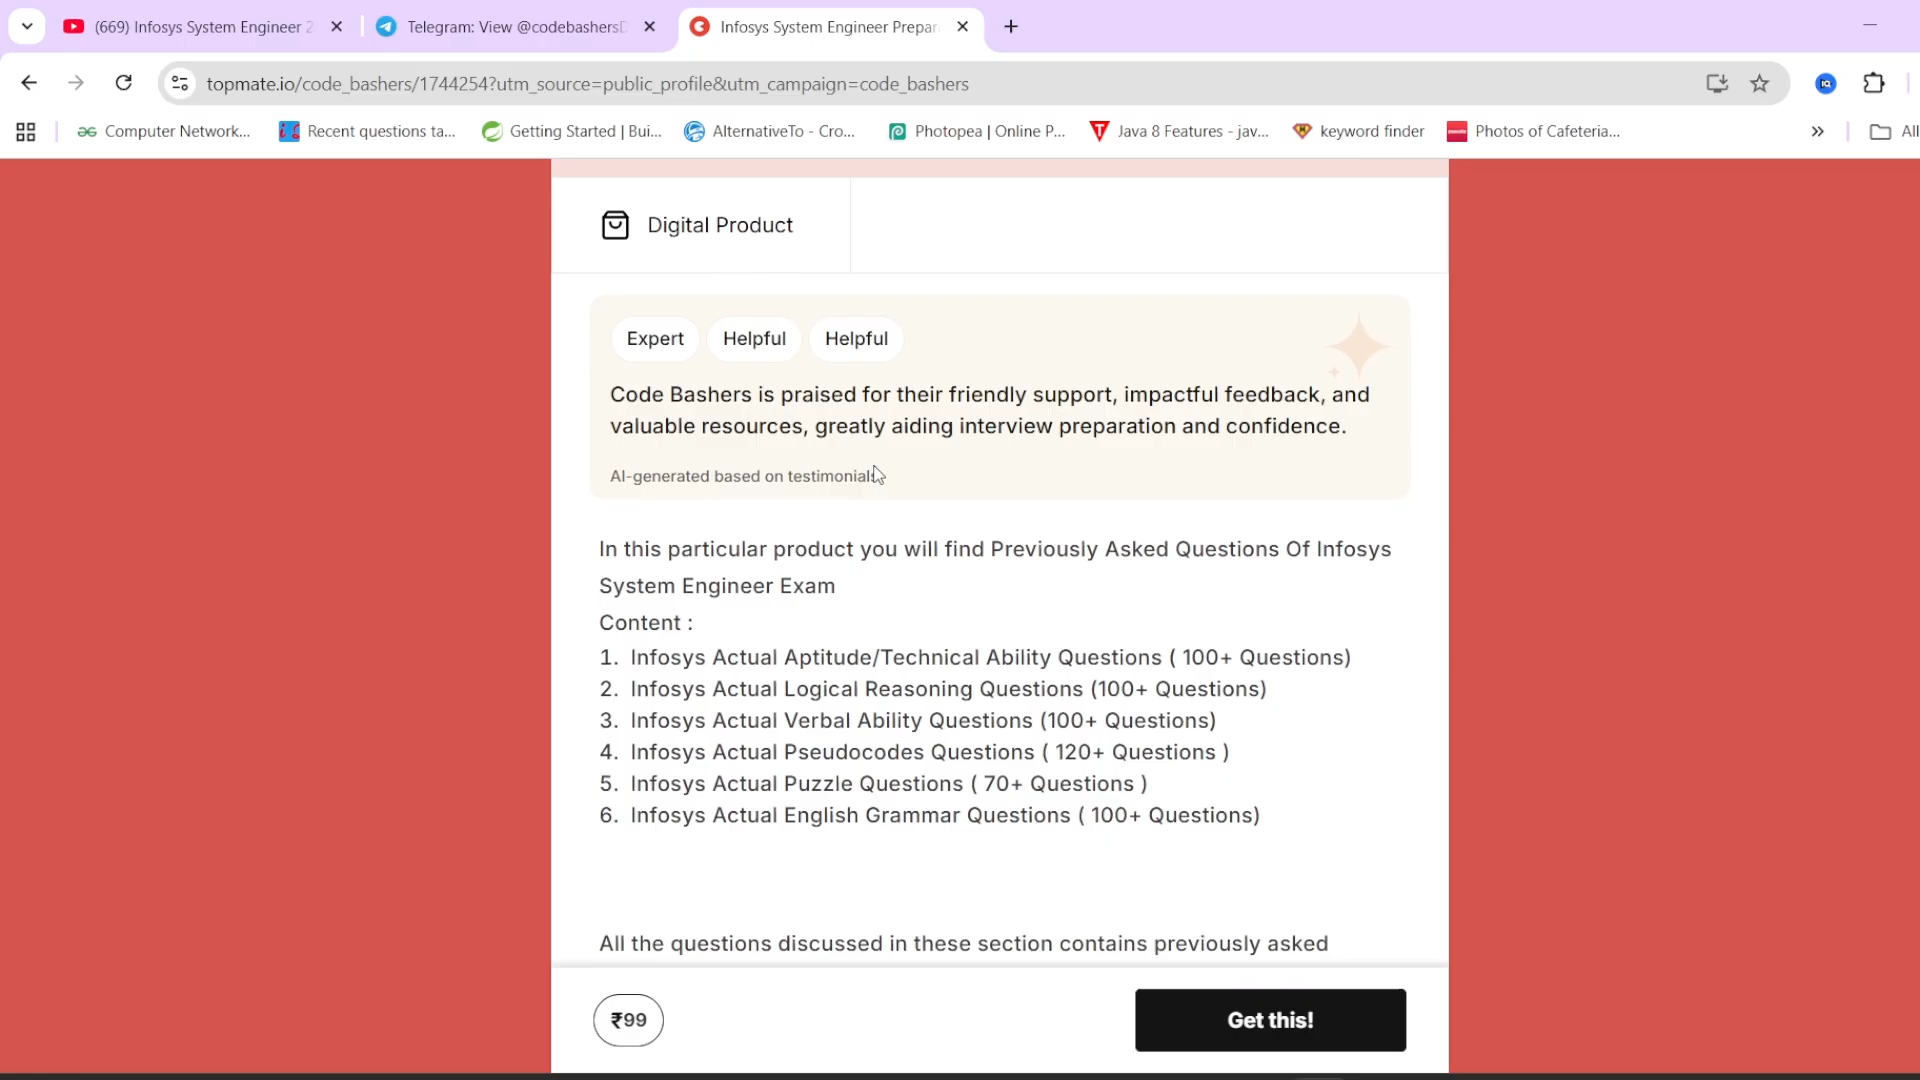 (669) Infosys System Engineer 2
Telegram: View @codebashersD
Infosys System Engineer Prepar
topmate.io/code_bashers/1744254?utm_source=public_profile&utm_campaign=code_bashers
Computer Network...
Recent questions ta...
Getting Started | Bui...
AlternativeTo - Cro...
Photopea | Online P...
Java 8 Features - jav...
keyword finder
Photos of Cafeteria...
All
Digital Product
Expert
Helpful
Helpful
Code Bashers is praised for their friendly support, impactful feedback, and
valuable resources, greatly aiding interview preparation and confidence.
AI-generated based on testimonials
In this particular product you will find Previously Asked Questions Of Infosys
System Engineer Exam
Content :
1. Infosys Actual Aptitude/Technical Ability Questions ( 100+ Questions)
2. Infosys Actual Logical Reasoning Questions (100+ Questions)
3. Infosys Actual Verbal Ability Questions (100+ Questions)
4. Infosys Actual Pseudocodes Questions ( 120+ Questions )
5. Infosys Actual Puzzle Questions ( 70+ Questions )
6. Infosys Actual English Grammar Questions ( 100+ Questions)
All the questions discussed in these section contains previously asked
₹99
Get this!